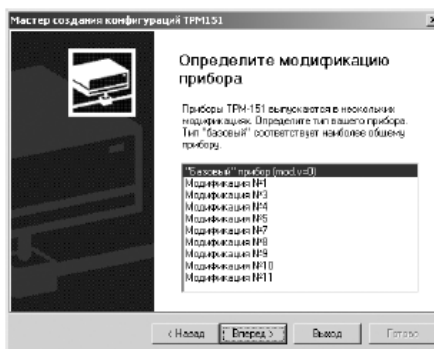 Мастер создания конфигураций ТРМ151
Определите модификацию
прибора
Приборы ТРМ-151 выпускаются в нескольких
модификациях. Определите тип вашего прибора.
Тип "базовый" соответствует наиболее общему
прибору.
"Базовый" прибор (mod.v=0)
Модификация №1
Модификация №3
Модификация №4
Модификация №5
Модификация №7
Модификация №8
Модификация №9
Модификация №10
Модификация №11
< Назад
Вперед >
Выход
Готово